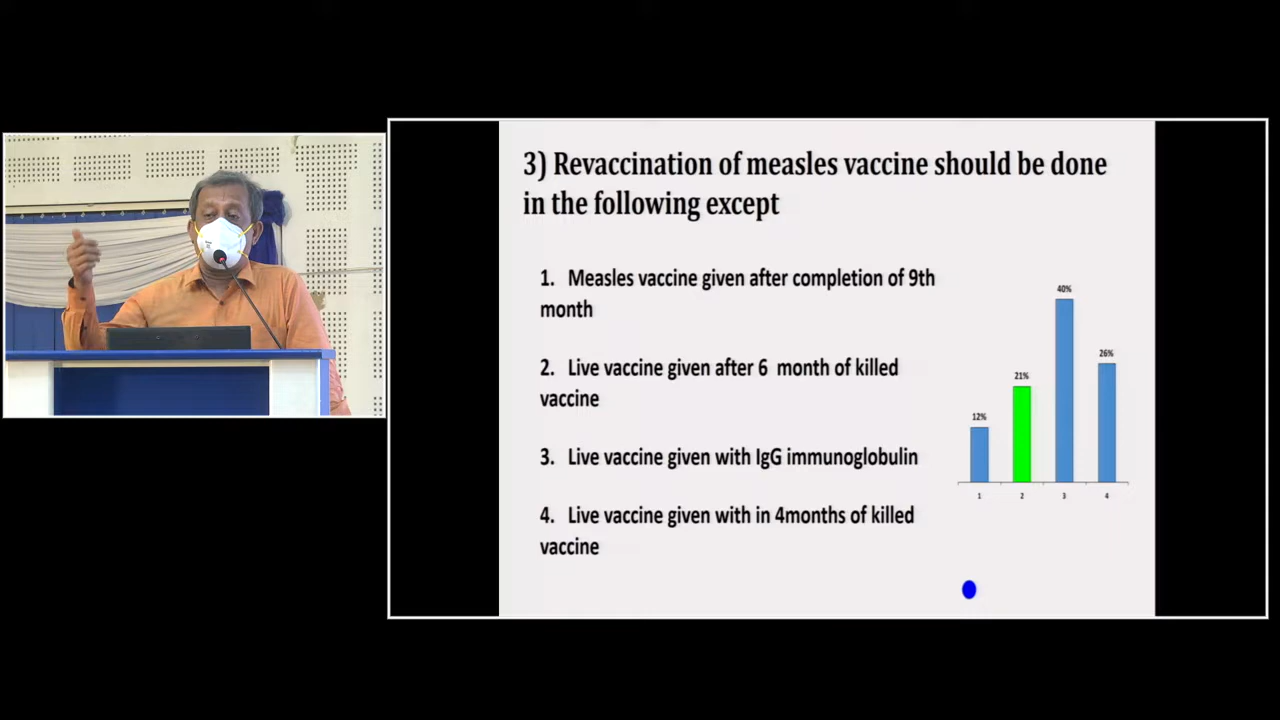 3) Revaccination of measles vaccine should be done
in the following except
1. Measles vaccine given after completion of 9th
month
2. Live vaccine given after 6 month of killed
vaccine
3. Live vaccine given with IgG immunoglobulin
4. Live vaccine given with in 4months of killed
vaccine
40%
26%
21%
12%
1 2 3 4